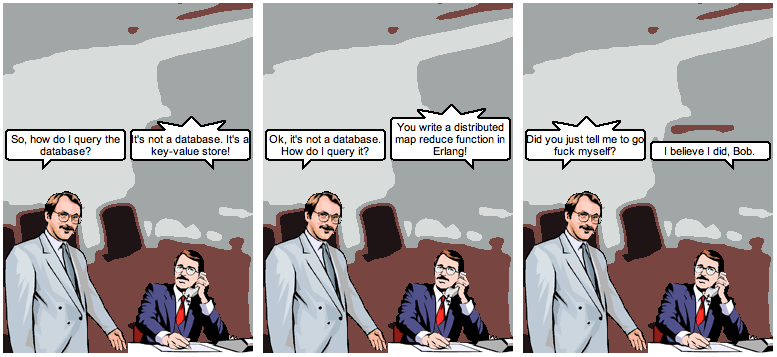 So, how do I query the
database?
It's not a database. It's a
key-value store!
Ok, it's not a database.
How do I query it?
You write a distributed
map reduce function in
Erlang!
Did you just tell me to go
fuck myself?
I believe I did, Bob.